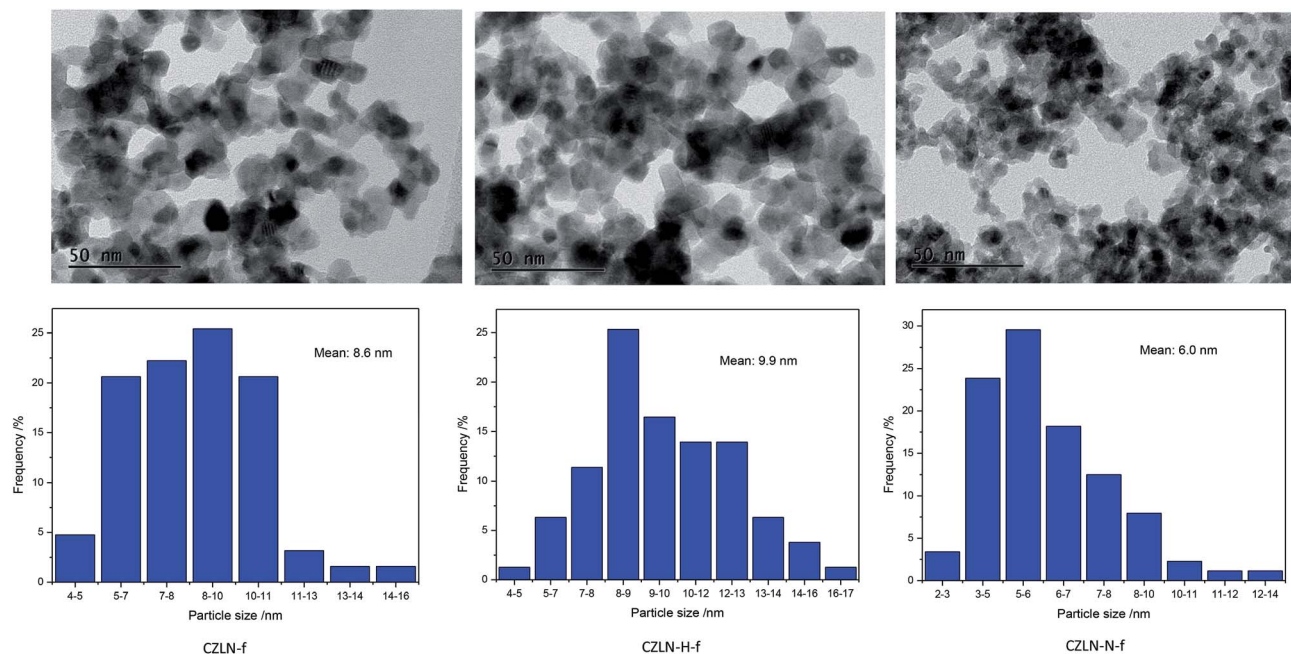 50 nm
50 nm
50 nm
Mean: 8.6 nm
Frequency /%
25
20
15
10
5
0
4-5 5-7 7-8 8-10 10-11 11-13 13-14 14-16
Particle size /nm
CZLN-f
Mean: 9.9 nm
Frequency /%
25
20
15
10
5
0
4-5 5-7 7-8 8-9 9-10 10-12 12-13 13-14 14-16 16-17
Particle size /nm
CZLN-H-f
Mean: 6.0 nm
Frequency /%
30
25
20
15
10
5
0
2-3 3-5 5-6 6-7 7-8 8-10 10-11 11-12 12-14
Particle size /nm
CZLN-N-f